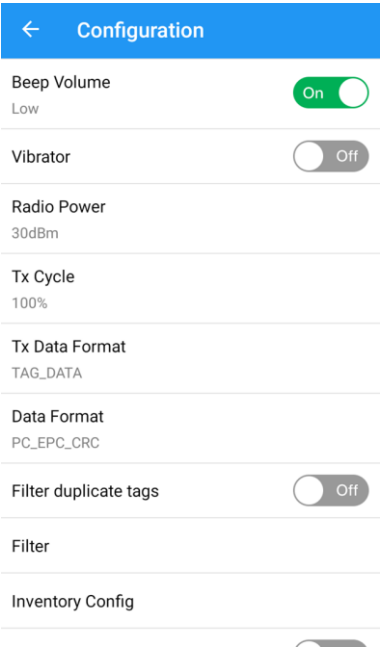 Configuration
Beep Volume
On
Low
Vibrator
Off
Radio Power
30dBm
Tx Cycle
100%
Tx Data Format
TAG_DATA
Data Format
PC_EPC_CRC
Filter duplicate tags
Off
Filter
Inventory Config